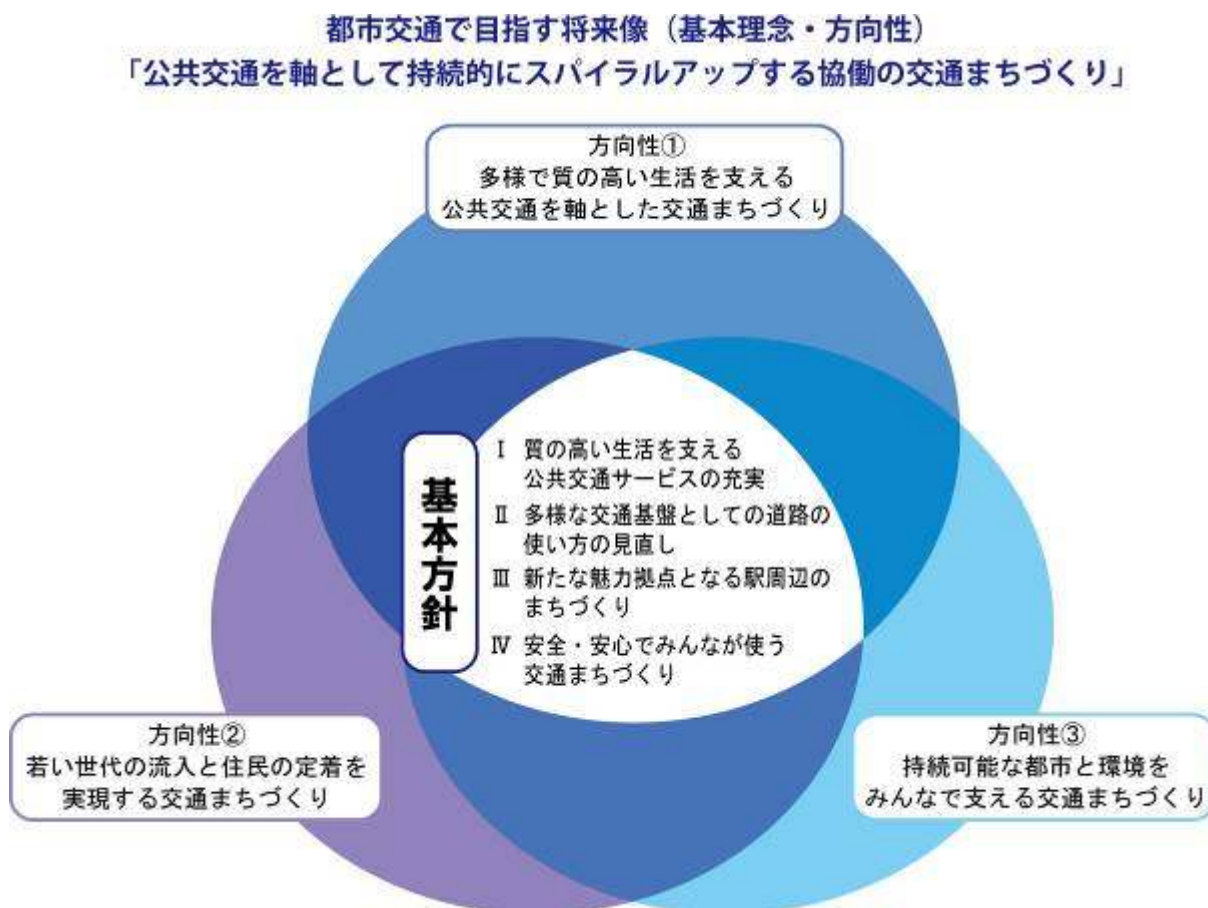 都市交通で目指す将来像（基本理念・方向性）
「公共交通を軸として持続的にスパイラルアップする協働の交通まちづくり」
方向性①
多様で質の高い生活を支える
公共交通を軸とした交通まちづくり
基本方針
Ⅰ 質の高い生活を支える
公共交通サービスの充実
Ⅱ 多様な交通基盤としての道路の
使い方の見直し
Ⅲ 新たな魅力拠点となる駅周辺の
まちづくり
Ⅳ 安全・安心でみんなが使う
交通まちづくり
方向性②
若い世代の流入と住民の定着を
実現する交通まちづくり
方向性③
持続可能な都市と環境を
みんなで支える交通まちづくり